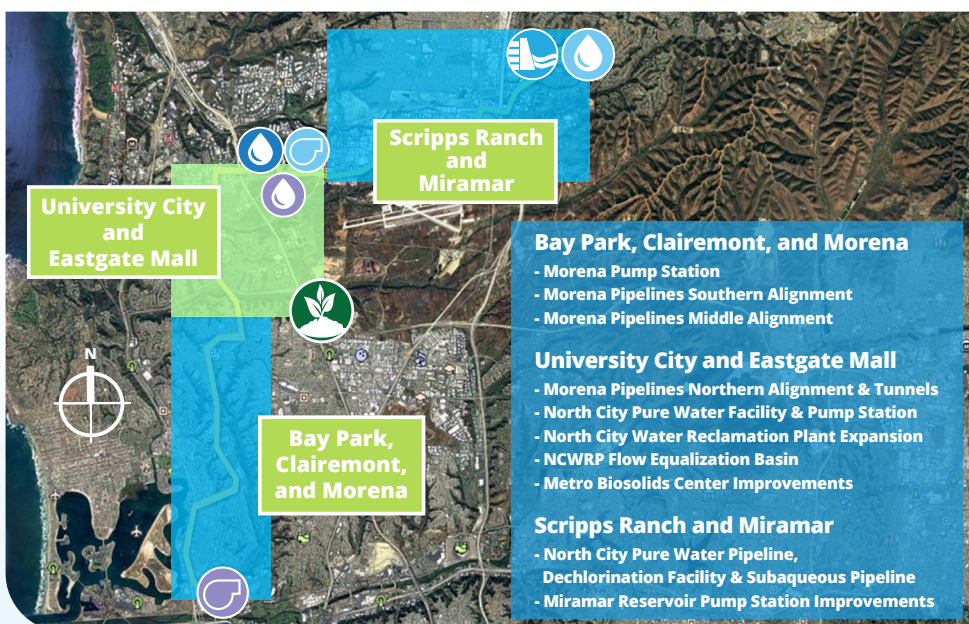 Scripps Ranch
and
Miramar
University City
and
Eastgate Mall
N
Bay Park,
Clairemont,
and Morena
Bay Park, Clairemont, and Morena
- Morena Pump Station
- Morena Pipelines Southern Alignment
- Morena Pipelines Middle Alignment
University City and Eastgate Mall
- Morena Pipelines Northern Alignment & Tunnels
- North City Pure Water Facility & Pump Station
- North City Water Reclamation Plant Expansion
- NCWRP Flow Equalization Basin
- Metro Biosolids Center Improvements
Scripps Ranch and Miramar
- North City Pure Water Pipeline,
Dechlorination Facility & Subaqueous Pipeline
- Miramar Reservoir Pump Station Improvements